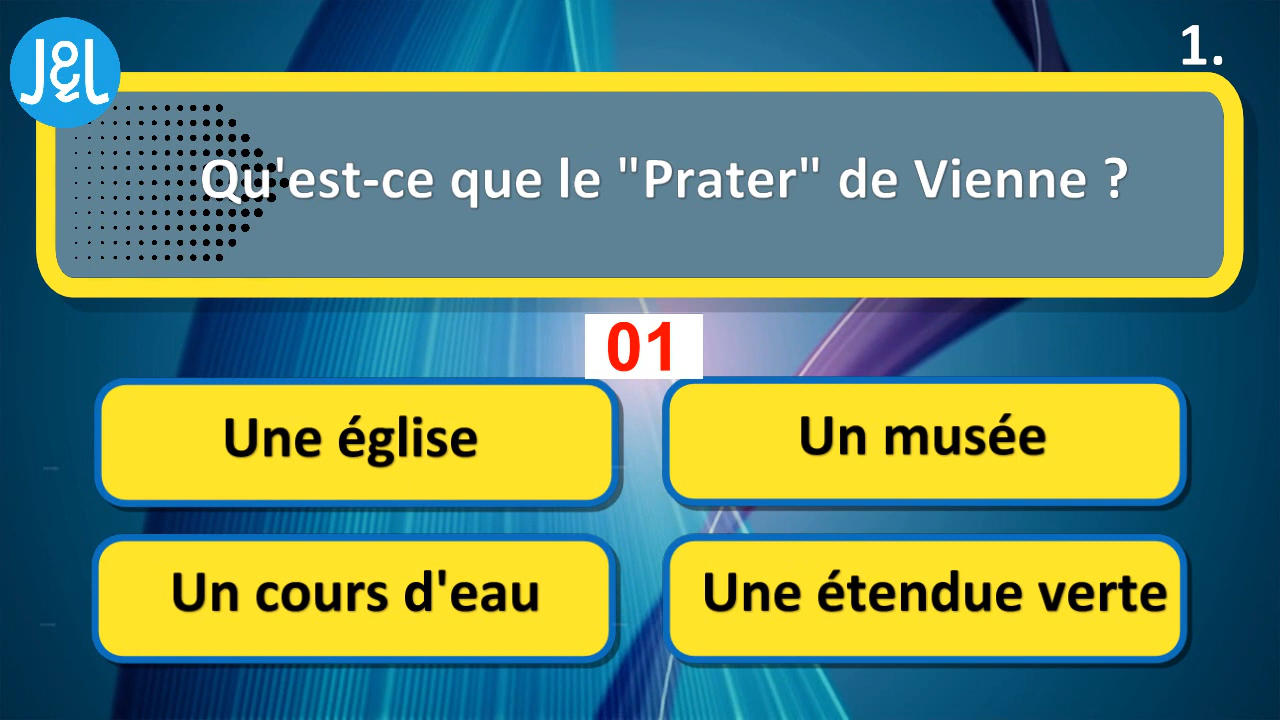 J&L
1.
Qu'est-ce que le "Prater" de Vienne ?
01
Une église
Un musée
Un cours d'eau
Une étendue verte